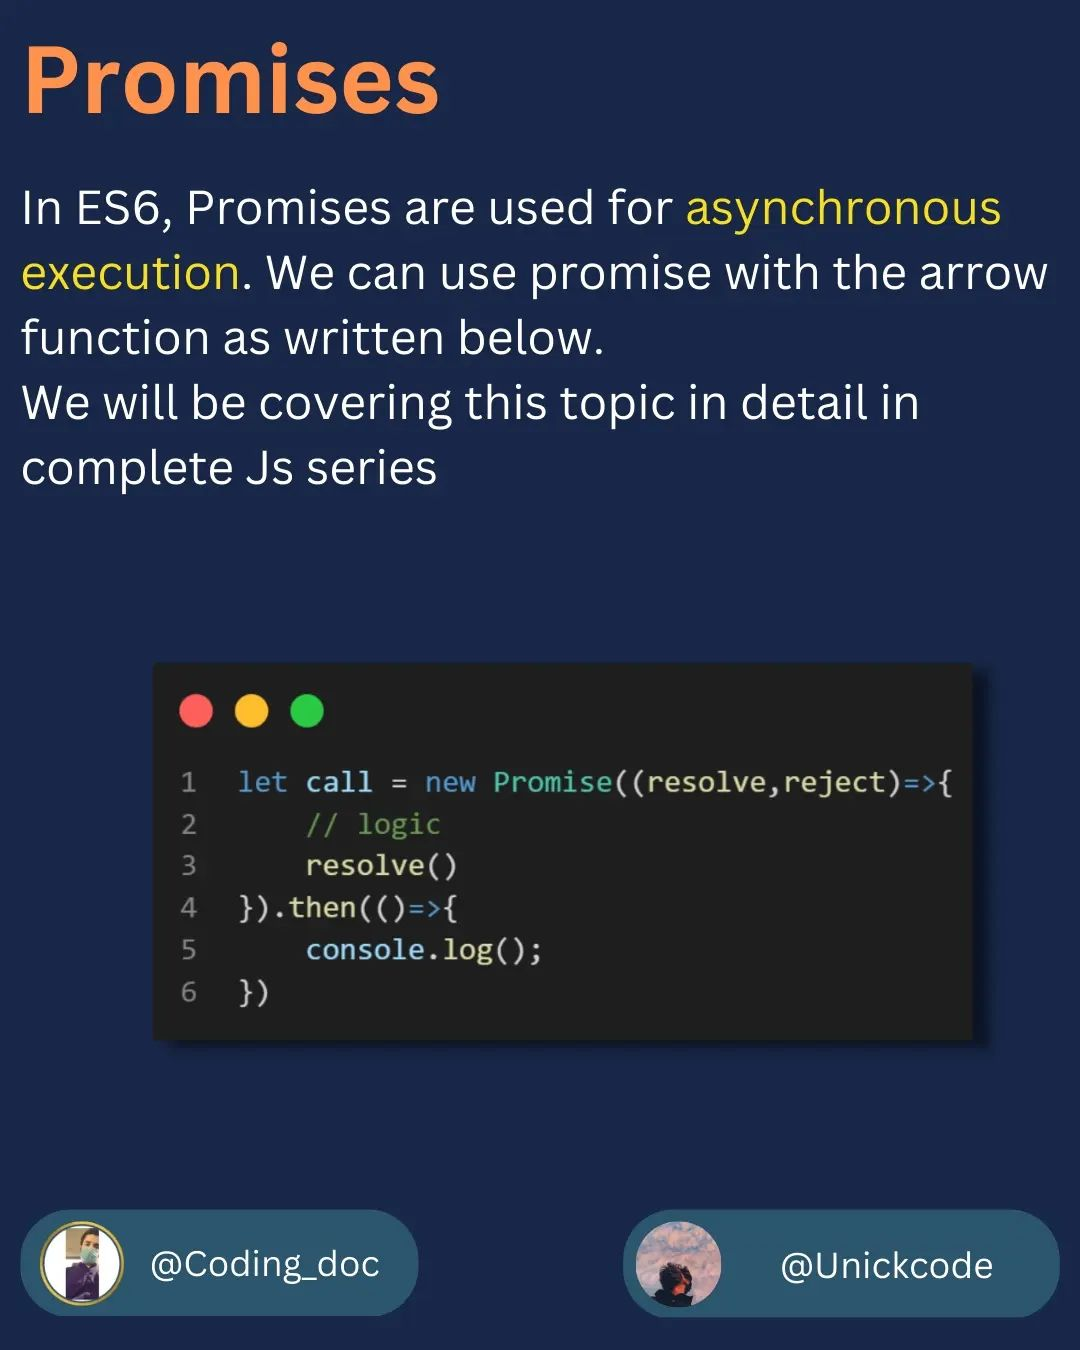 Promises
In ES6, Promises are used for asynchronous
execution. We can use promise with the arrow
function as written below.
We will be covering this topic in detail in
complete Js series
1 let call = new Promise((resolve,reject)=>{
2     // logic
3     resolve()
4 }).then(()=>{
5     console.log();
6 })
@Coding_doc
@Unickcode